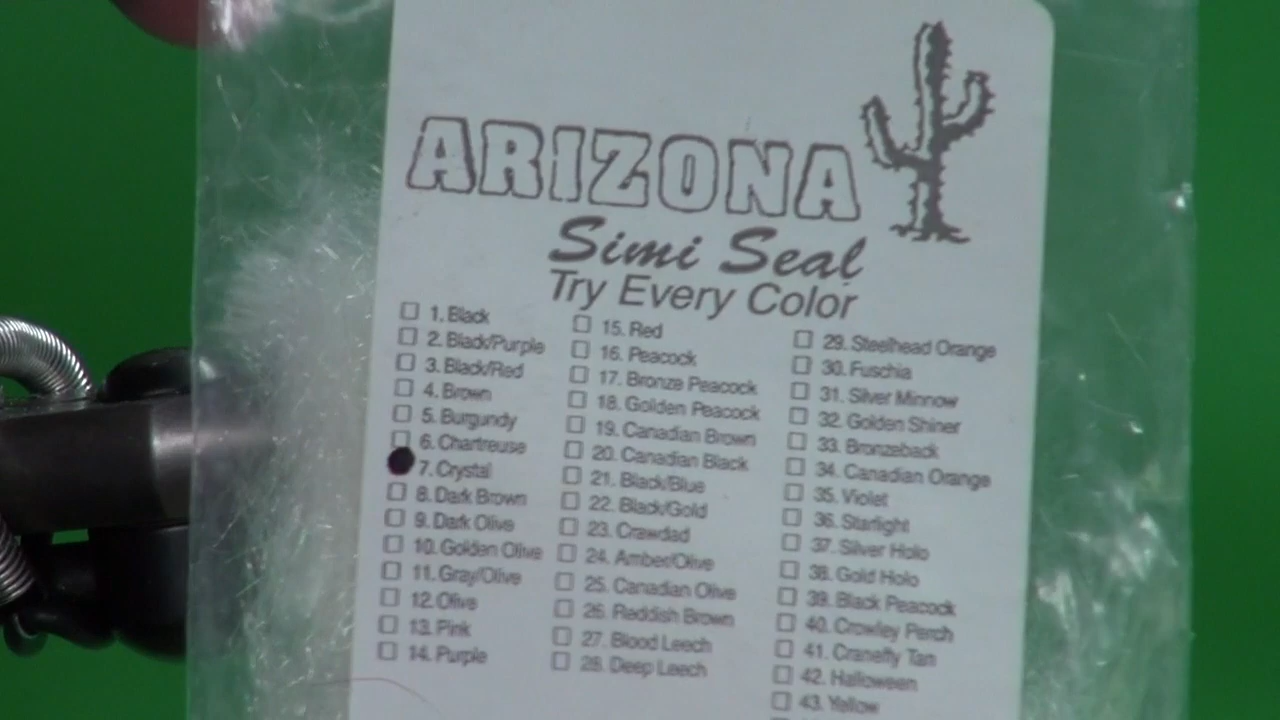 ARIZONA
Simi Seal
Try Every Color
1. Black
2. Black/Purple
3. Black/Red
4. Brown
5. Burgundy
6. Chartreuse
7. Crystal
8. Dark Brown
9. Dark Olive
10. Golden Olive
11. Gray/Olive
12. Olive
13. Pink
14. Purple
15. Red
16. Peacock
17. Bronze Peacock
18. Golden Peacock
19. Canadian Brown
20. Canadian Black
21. Black/Blue
22. Black/Gold
23. Crawdad
24. Amber/Olive
25. Canadian Olive
26. Reddish Brown
27. Blood Leech
28. Deep Leech
29. Steelhead Orange
30. Fuschia
31. Silver Minnow
32. Golden Shiner
33. Bronzeback
34. Canadian Orange
35. Violet
36. Starlight
37. Silver Holo
38. Gold Holo
39. Black Peacock
40. Crowley Perch
41. Cranefly Tan
42. Halloween
43. Yellow